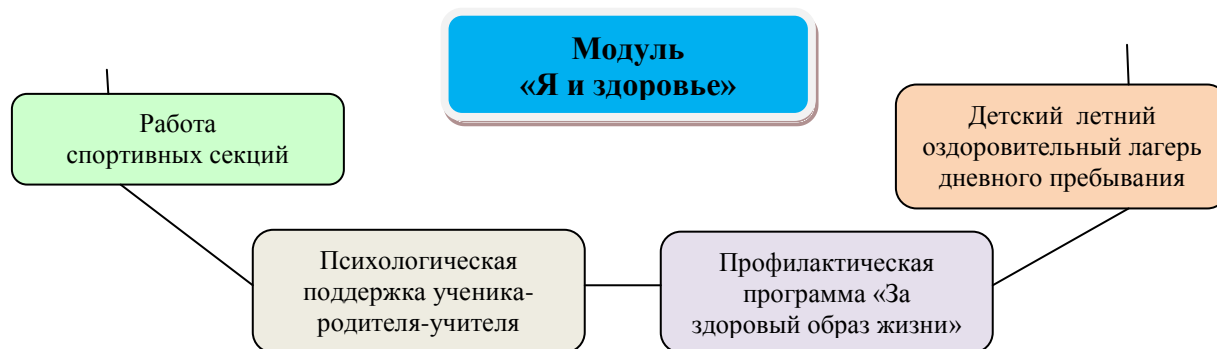 Модуль
«Я и здоровье»
Работа
спортивных секций
Детский летний
оздоровительный лагерь
дневного пребывания
Психологическая
поддержка ученика-
родителя-учителя
Профилактическая
программа «За
здоровый образ жизни»